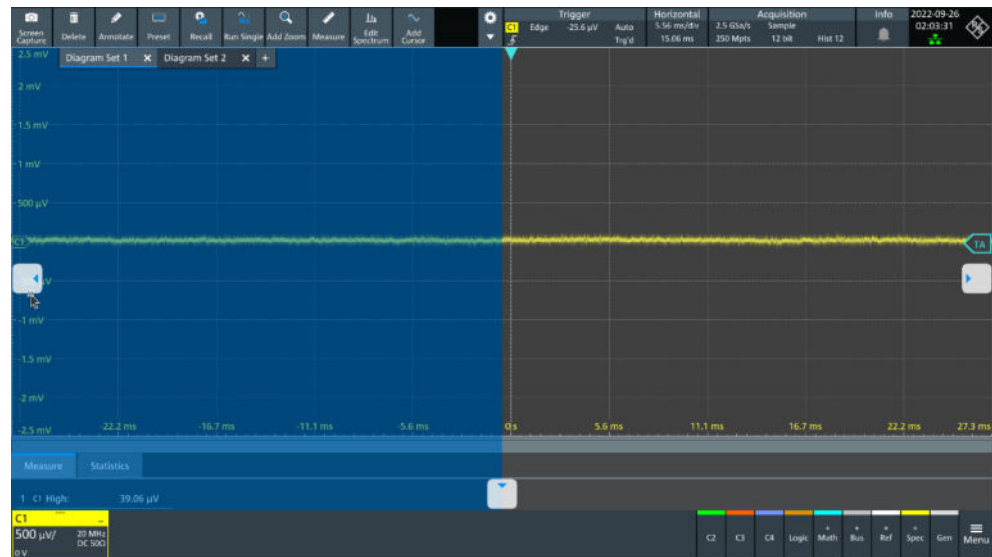 Screen Capture
Delete
Annotate
Preset
Recall
Run Single
Add Zoom
Measure
Edit Spectrum
Add Cursor
C1
Trigger
Edge -25.6 µV Auto
Trg'd
Horizontal
5.56 ms/div
15.06 ms
Acquisition
2.5 GSa/s Sample
250 Mpts 12 bit Hist 12
Info
2022-09-26
02:03:31
2.5 mV
Diagram Set 1 X Diagram Set 2 X +
2 mV
1.5 mV
1 mV
500 µV
C1
TA
-1 mV
-1.5 mV
-2 mV
-2.5 mV
-22.2 ms -16.7 ms -11.1 ms -5.6 ms 0 s 5.6 ms 11.1 ms 16.7 ms 22.2 ms 27.3 ms
Measure Statistics
1 C1 High: 39.06 µV
C1
500 µV/ 20 MHz
DC 50Ω
0 V
C2 C3 C4 Logic Math Bus Ref Spec Gen Menu